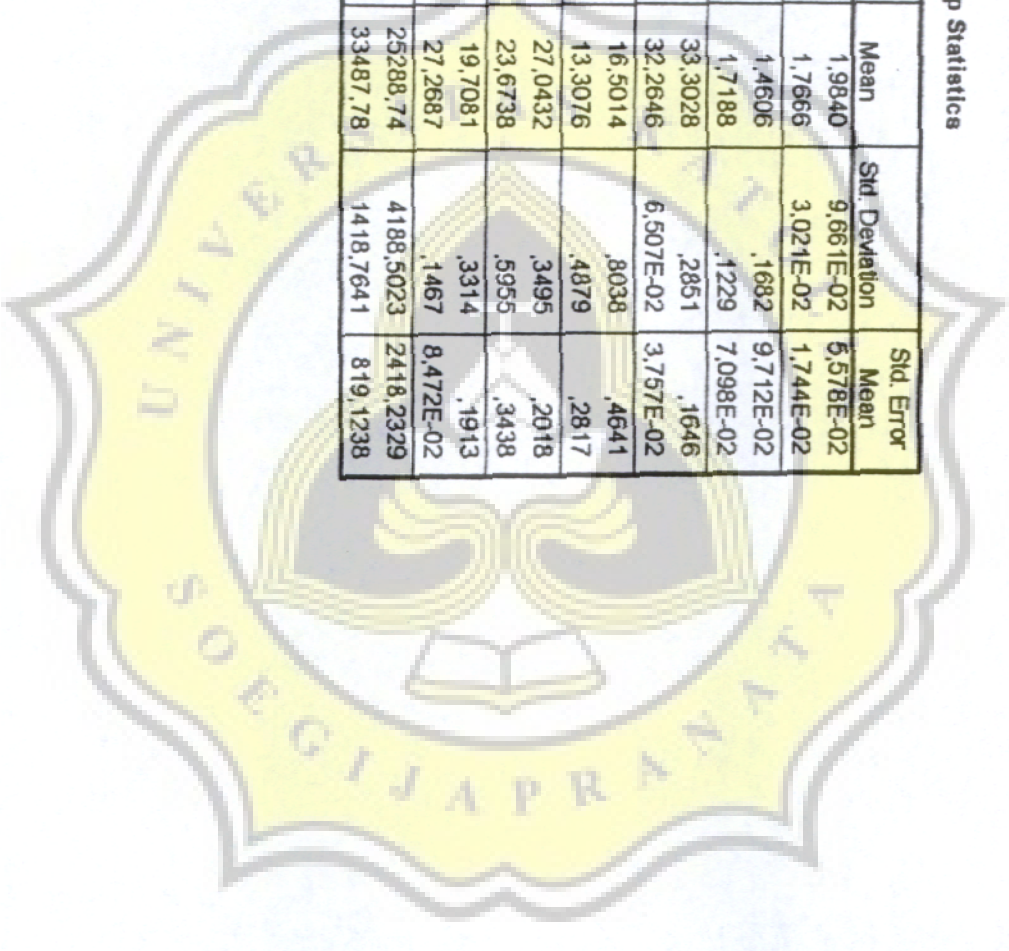 p Statistics
Std. Error
Mean Std. Deviation Mean
1,9840 9,661E-02 5,578E-02
1,7666 3,021E-02 1,744E-02
1,4606 ,1682 9,712E-02
1,7188 ,1229 7,098E-02
33,3028 ,2851 ,1646
32,2646 6,507E-02 3,757E-02
16,5014 ,8038 ,4641
13,3076 ,4879 ,2817
27,0432 ,3495 ,2018
23,6738 ,5955 ,3438
19,7081 ,3314 ,1913
27,2687 ,1467 8,472E-02
25288,74 4188,5023 2418,2329
33487,78 1418,7641 819,1238
SOEGIJAPRANATA